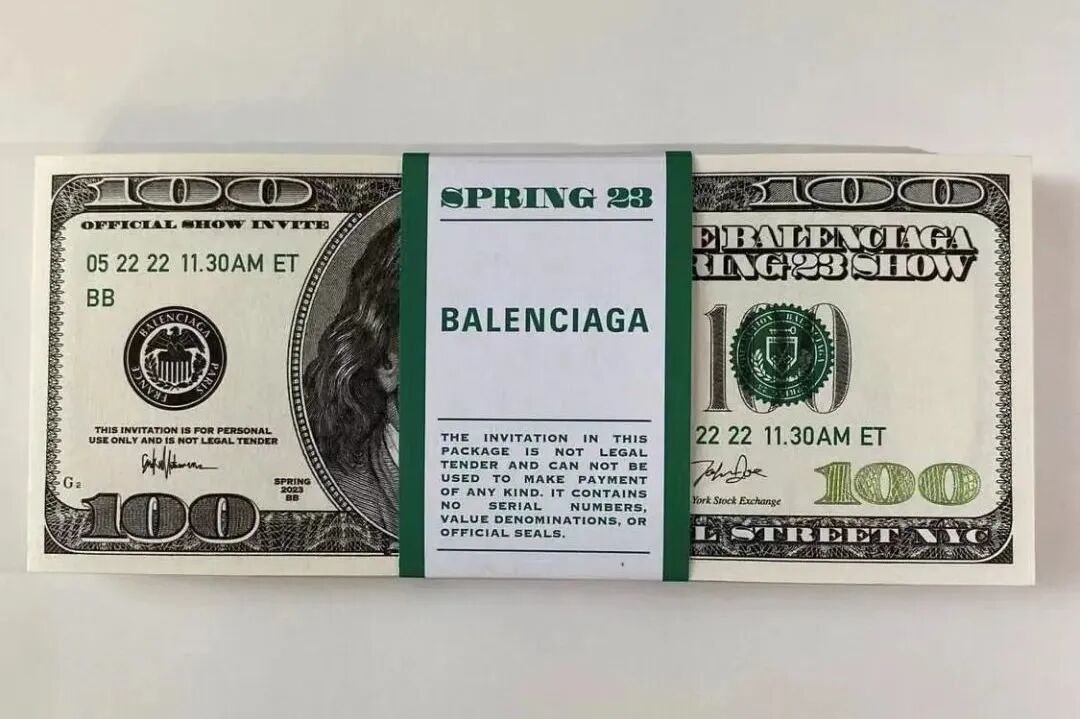 100
100
OFFICIAL SHOW INVITE
05 22 22 11.30AM ET
BB
BALENCIAGA
PARIS
FRANCE
THIS INVITATION IS FOR PERSONAL
USE ONLY AND IS NOT LEGAL TENDER
G2
SPRING
2023
BB
100
SPRING 23
BALENCIAGA
THE INVITATION IN THIS
PACKAGE IS NOT LEGAL
TENDER AND CAN NOT BE
USED TO MAKE PAYMENT
OF ANY KIND. IT CONTAINS
NO SERIAL NUMBERS,
VALUE DENOMINATIONS, OR
OFFICIAL SEALS.
E BALENCIAGA
RING 23 SHOW
100
22 22 11.30AM ET
John Doe
York Stock Exchange
100
L STREET NYC